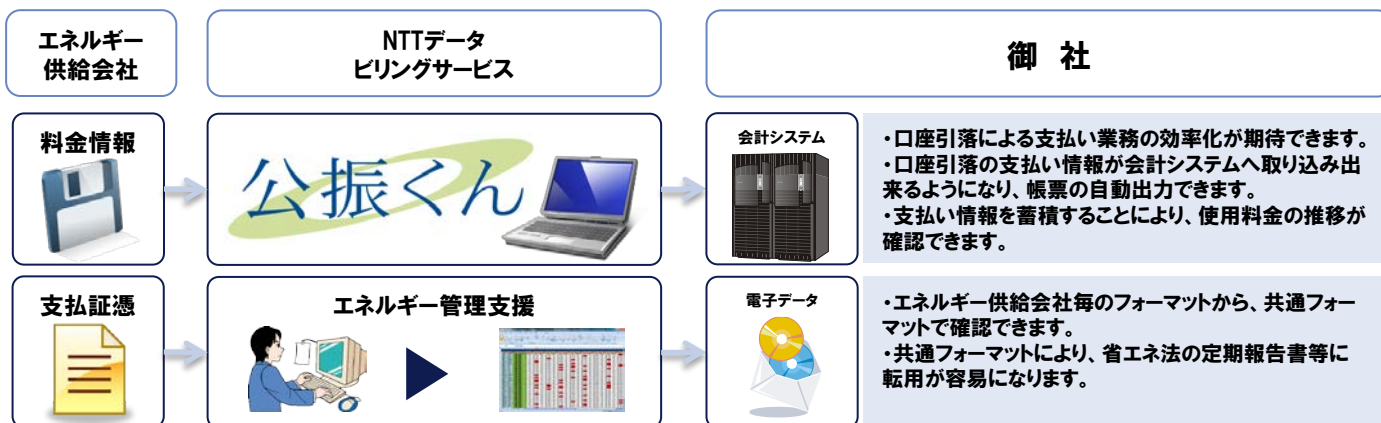 エネルギー
供給会社
NTTデータ
ビリングサービス
御 社
料金情報
公振くん
会計システム
・口座引落による支払い業務の効率化が期待できます。
・口座引落の支払い情報が会計システムへ取り込み出
来るようになり、帳票の自動出力できます。
・支払い情報を蓄積することにより、使用料金の推移が
確認できます。
支払証憑
エネルギー管理支援
電子データ
・エネルギー供給会社毎のフォーマットから、共通フォー
マットで確認できます。
・共通フォーマットにより、省エネ法の定期報告書等に
転用が容易になります。